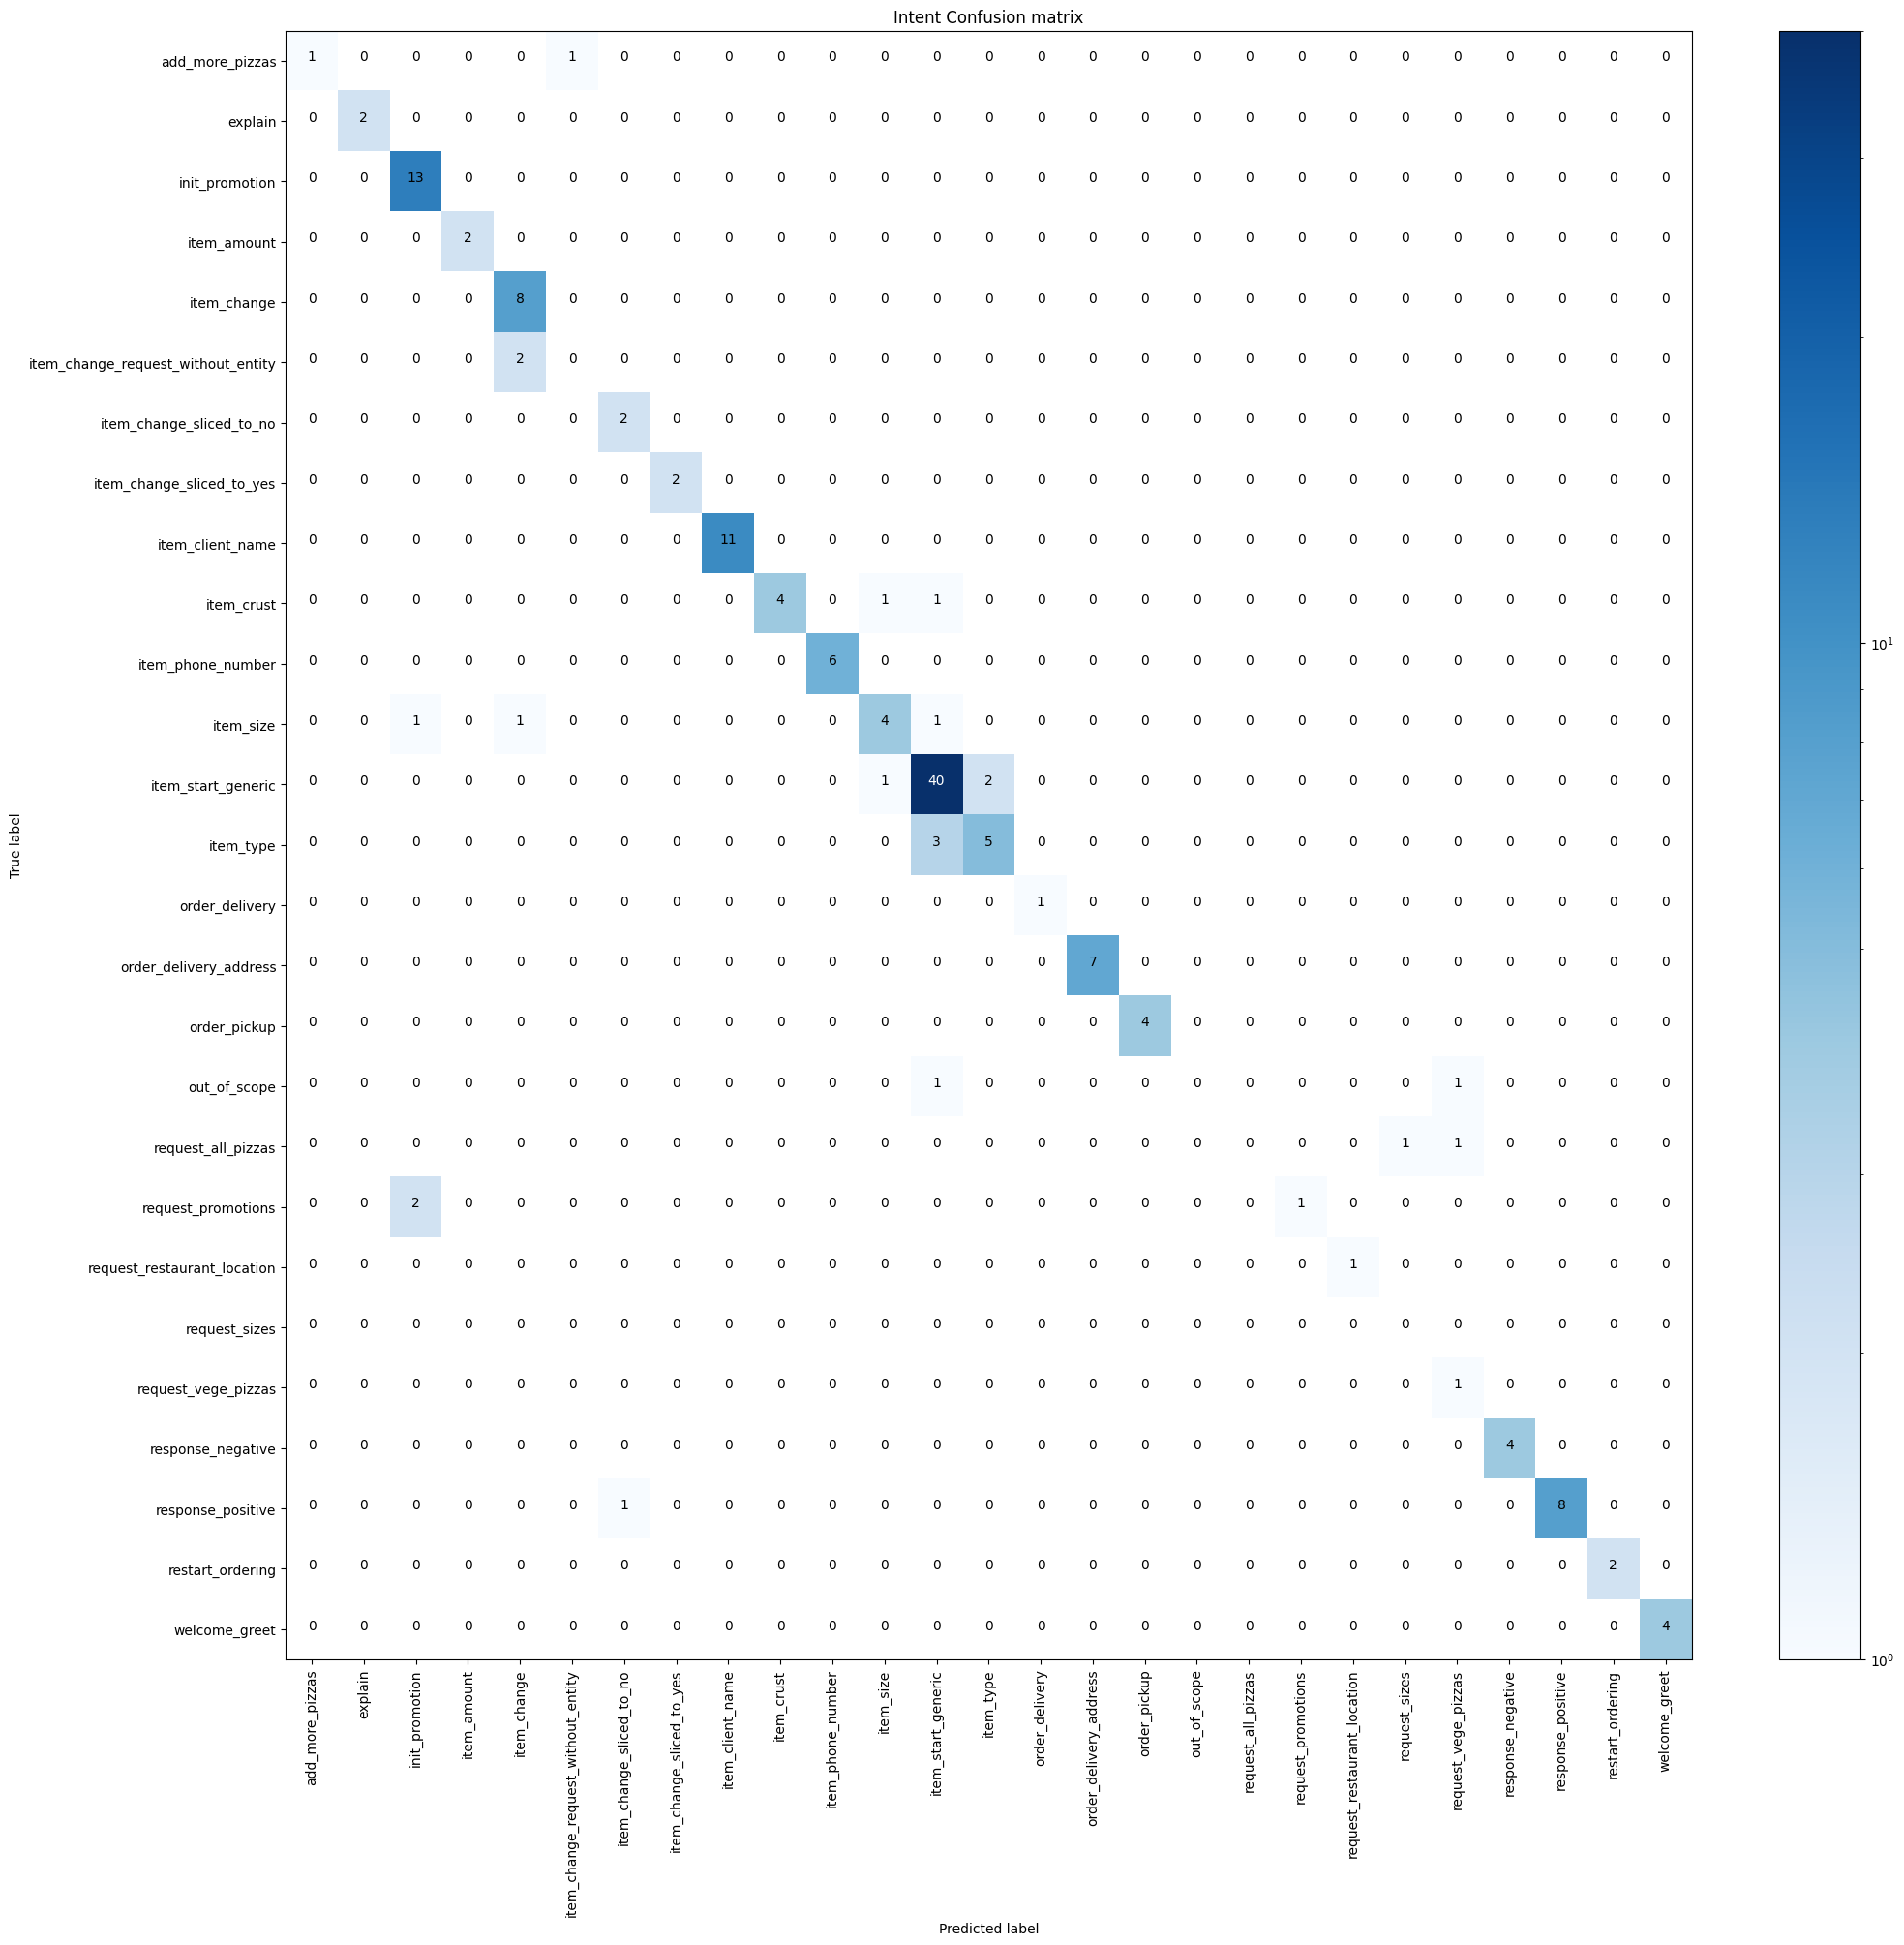 Intent Confusion matrix
add_more_pizzas 1 0 0 0 0 1 0 0 0 0 0 0 0 0 0 0 0 0 0 0 0 0 0 0 0 0 0
explain 0 2 0 0 0 0 0 0 0 0 0 0 0 0 0 0 0 0 0 0 0 0 0 0 0 0 0
init_promotion 0 0 13 0 0 0 0 0 0 0 0 0 0 0 0 0 0 0 0 0 0 0 0 0 0 0 0
item_amount 0 0 0 2 0 0 0 0 0 0 0 0 0 0 0 0 0 0 0 0 0 0 0 0 0 0 0
item_change 0 0 0 0 8 0 0 0 0 0 0 0 0 0 0 0 0 0 0 0 0 0 0 0 0 0 0
item_change_request_without_entity 0 0 0 0 2 0 0 0 0 0 0 0 0 0 0 0 0 0 0 0 0 0 0 0 0 0 0
item_change_sliced_to_no 0 0 0 0 0 0 2 0 0 0 0 0 0 0 0 0 0 0 0 0 0 0 0 0 0 0 0
item_change_sliced_to_yes 0 0 0 0 0 0 0 2 0 0 0 0 0 0 0 0 0 0 0 0 0 0 0 0 0 0 0
item_client_name 0 0 0 0 0 0 0 0 11 0 0 0 0 0 0 0 0 0 0 0 0 0 0 0 0 0 0
item_crust 0 0 0 0 0 0 0 0 0 4 0 1 1 0 0 0 0 0 0 0 0 0 0 0 0 0 0
item_phone_number 0 0 0 0 0 0 0 0 0 0 6 0 0 0 0 0 0 0 0 0 0 0 0 0 0 0 0
10¹
item_size 0 0 1 0 1 0 0 0 0 0 0 4 1 0 0 0 0 0 0 0 0 0 0 0 0 0 0
item_start_generic 0 0 0 0 0 0 0 0 0 0 0 1 40 2 0 0 0 0 0 0 0 0 0 0 0 0 0
True label
item_type 0 0 0 0 0 0 0 0 0 0 0 0 3 5 0 0 0 0 0 0 0 0 0 0 0 0 0
order_delivery 0 0 0 0 0 0 0 0 0 0 0 0 0 0 1 0 0 0 0 0 0 0 0 0 0 0 0
order_delivery_address 0 0 0 0 0 0 0 0 0 0 0 0 0 0 0 7 0 0 0 0 0 0 0 0 0 0 0
order_pickup 0 0 0 0 0 0 0 0 0 0 0 0 0 0 0 0 4 0 0 0 0 0 0 0 0 0 0
out_of_scope 0 0 0 0 0 0 0 0 0 0 0 0 1 0 0 0 0 0 0 0 0 0 1 0 0 0 0
request_all_pizzas 0 0 0 0 0 0 0 0 0 0 0 0 0 0 0 0 0 0 0 0 0 1 1 0 0 0 0
request_promotions 0 0 2 0 0 0 0 0 0 0 0 0 0 0 0 0 0 0 0 1 0 0 0 0 0 0 0
request_restaurant_location 0 0 0 0 0 0 0 0 0 0 0 0 0 0 0 0 0 0 0 0 1 0 0 0 0 0 0
request_sizes 0 0 0 0 0 0 0 0 0 0 0 0 0 0 0 0 0 0 0 0 0 0 0 0 0 0 0
request_vege_pizzas 0 0 0 0 0 0 0 0 0 0 0 0 0 0 0 0 0 0 0 0 0 0 1 0 0 0 0
response_negative 0 0 0 0 0 0 0 0 0 0 0 0 0 0 0 0 0 0 0 0 0 0 0 4 0 0 0
response_positive 0 0 0 0 0 0 1 0 0 0 0 0 0 0 0 0 0 0 0 0 0 0 0 0 8 0 0
restart_ordering 0 0 0 0 0 0 0 0 0 0 0 0 0 0 0 0 0 0 0 0 0 0 0 0 0 2 0
welcome_greet 0 0 0 0 0 0 0 0 0 0 0 0 0 0 0 0 0 0 0 0 0 0 0 0 0 0 4
10⁰
add_more_pizzas
explain
init_promotion
item_amount
item_change
item_change_request_without_entity
item_change_sliced_to_no
item_change_sliced_to_yes
item_client_name
item_crust
item_phone_number
item_size
item_start_generic
item_type
order_delivery
order_delivery_address
order_pickup
out_of_scope
request_all_pizzas
request_promotions
request_restaurant_location
request_sizes
request_vege_pizzas
response_negative
response_positive
restart_ordering
welcome_greet
Predicted label